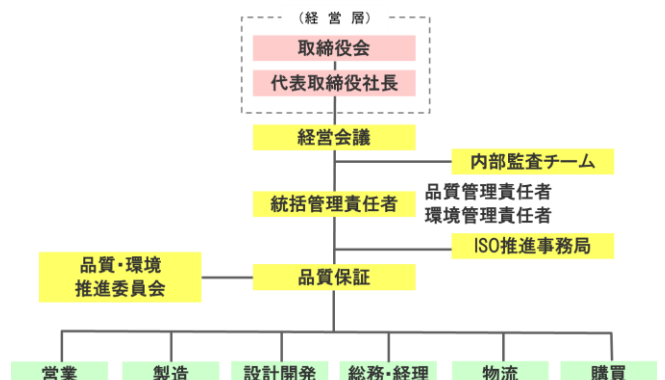 (経 営 層)
取締役会
代表取締役社長
経営会議
内部監査チーム
統括管理責任者
品質管理責任者
環境管理責任者
ISO推進事務局
品質・環境
推進委員会
品質保証
営業
製造
設計開発
総務・経理
物流
購買